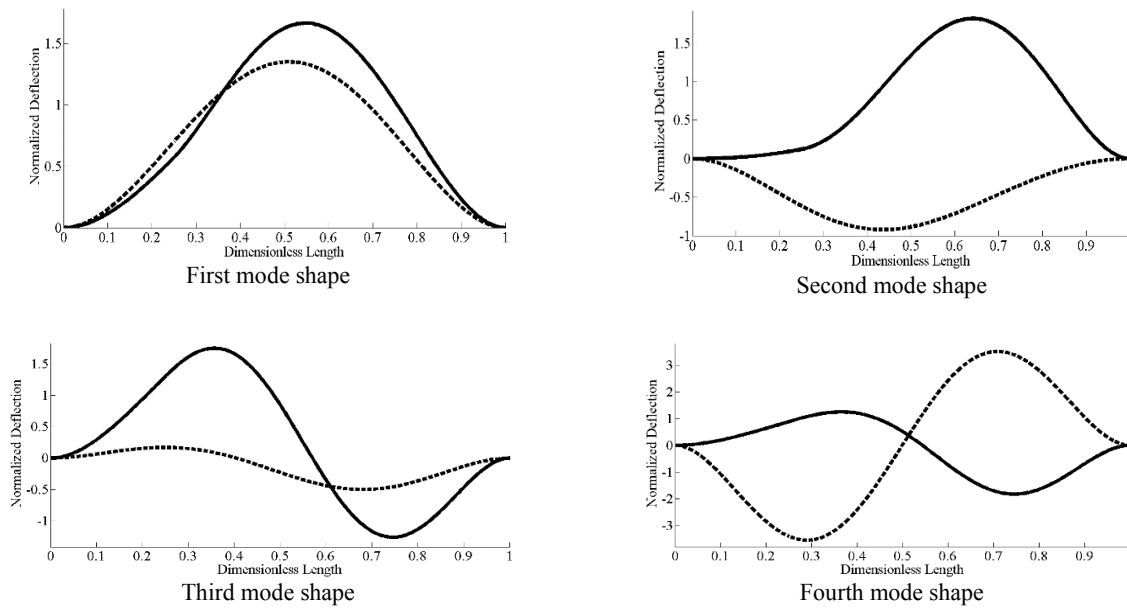 Normalized Deflection
1.5
1
0.5
0
0 0.1 0.2 0.3 0.4 0.5 0.6 0.7 0.8 0.9 1
Dimensionless Length
First mode shape
Normalized Deflection
1.5
1
0.5
0
-0.5
-1
0 0.1 0.2 0.3 0.4 0.5 0.6 0.7 0.8 0.9
Dimensionless Length
Second mode shape
Normalized Deflection
1.5
1
0.5
0
-0.5
-1
0 0.1 0.2 0.3 0.4 0.5 0.6 0.7 0.8 0.9 1
Dimensionless Length
Third mode shape
Normalized Deflection
3
2
1
0
-1
-2
-3
0 0.1 0.2 0.3 0.4 0.5 0.6 0.7 0.8 0.9
Dimensionless Length
Fourth mode shape